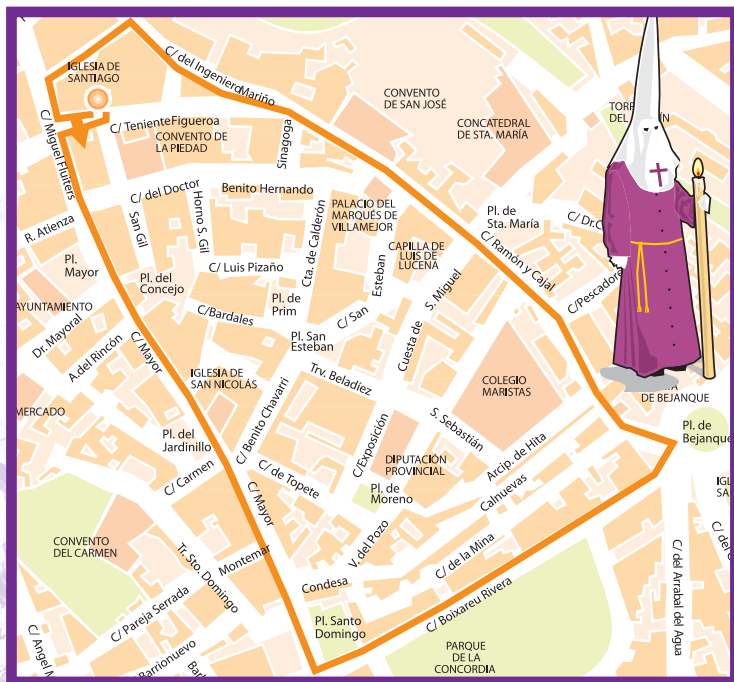 IGLESIA DE
SANTIAGO
C/ del Ingeniero Mariño
CONVENTO
DE SAN JOSÉ
CONCATEDRAL
DE STA. MARÍA
C/ Miguel Fluiters
C/ Teniente Figueroa
CONVENTO DE
LA PIEDAD
Sinagoga
C/ del Doctor
Benito Hernando
R. Atienza
San Gil
Horno S. Gil
Cta. de Calderón
PALACIO DEL
MARQUÉS DE
VILLAMEJOR
Pl. de
Sta. María
C/ Ramón y Cajal
C/Pescadore
Pl.
Mayor
Pl. del
Concejo
C/ Luis Pizaño
Pl. de
Prim
CAPILLA DE
LUIS DE
LUCENA
C/ San
Esteban
Cuesta de
S. Miguel
AYUNTAMIENTO
Dr. Mayoral
A.del Rincón
C/ Mayor
C/Bardales
Pl. San
Esteban
IGLESIA DE
SAN NICOLÁS
Trv. Beladiez
COLEGIO
MARISTAS
DE BEJANQUE
Pl. de
Bejanque
MERCADO
Pl. del
Jardinillo
C/ Benito Chavarri
C/Exposición
S. Sebastián
Arcip. de Hita
DIPUTACIÓN
PROVINCIAL
C/ Carmen
C/ de Topete
Pl. de
Moreno
Calnuevas
C/ Mayor
V. del Pozo
C/ de la Mina
CONVENTO
DEL CARMEN
Tr. Sto. Domingo
Montemar
Condesa
C/ Pareja Serrada
Pl. Santo
Domingo
C/ Boixareu Rivera
C/ del Arrabal del Agua
Barrionuevo
PARQUE
DE LA
CONCORDIA